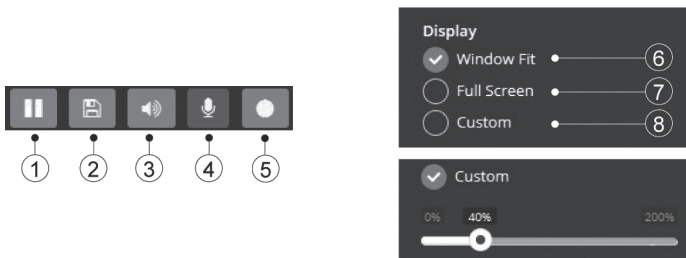 1 2 3 4 5
Display
Window Fit 6
Full Screen 7
Custom 8
Custom
0% 40% 200%